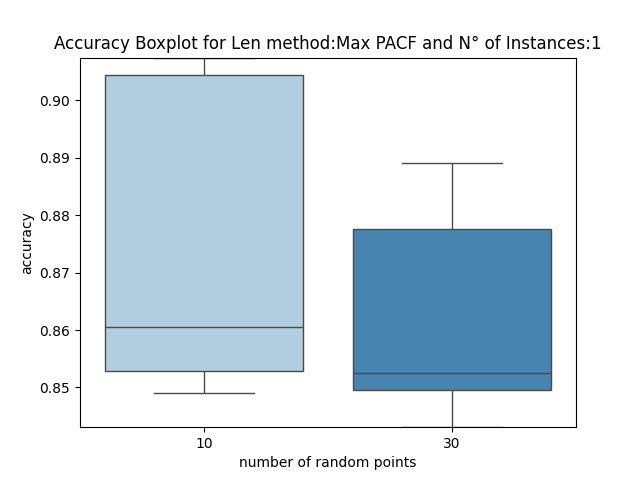 Accuracy Boxplot for Len method:Max PACF and N° of Instances:1
0.90
0.89
0.88
0.87
0.86
0.85
accuracy
10
30
number of random points